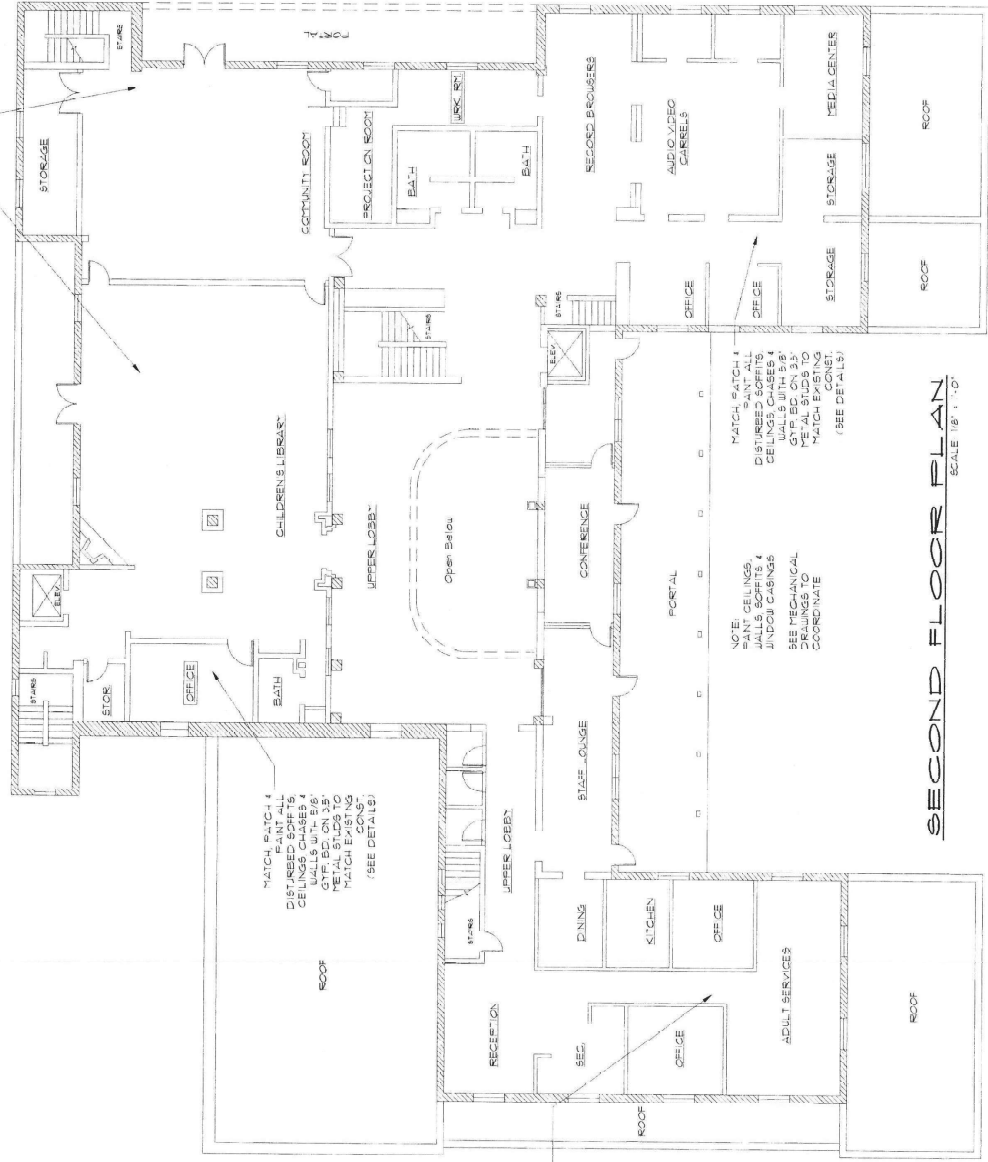 STAIRS
PORTAL
STORAGE
COMMUNITY ROOM
PROJECTION ROOM
WRK. RM.
BATH
BATH
RECORD BROWSERS
AUDIO VIDEO
CARRELS
MEDIA CENTER
STORAGE
STORAGE
ROOF
ROOF
OFFICE
OFFICE
STAIRS
STAIRS
ELEV.
CHILDREN'S LIBRARY
UPPER LOBBY
Open Below
CONFERENCE
PORTAL
MATCH, PATCH &
PAINT ALL
DISTURBED SOFFITS,
CEILINGS, CHASES &
WALLS WITH 5/8"
GYP. BD. ON 3.5"
METAL STUDS TO
MATCH EXISTING
CONST.
(SEE DETAILS)
NOTE:
PAINT CEILINGS,
WALLS, SOFFITS &
WINDOW CASINGS
SEE MECHANICAL
DRAWINGS TO
COORDINATE
ELEV.
STAIRS
STOR.
OFFICE
BATH
STAFF LOUNGE
MATCH, PATCH &
PAINT ALL
DISTURBED SOFFITS,
CEILINGS, CHASES &
WALLS WITH 5/8"
GYP. BD. ON 3.5"
METAL STUDS TO
MATCH EXISTING
CONST.
(SEE DETAILS)
ROOF
UPPER LOBBY
STAIRS
DINING
KITCHEN
OFFICE
RECEPTION
SEC.
OFFICE
ADULT SERVICES
ROOF
ROOF
SECOND FLOOR PLAN
SCALE 1/8" : 1'-0"